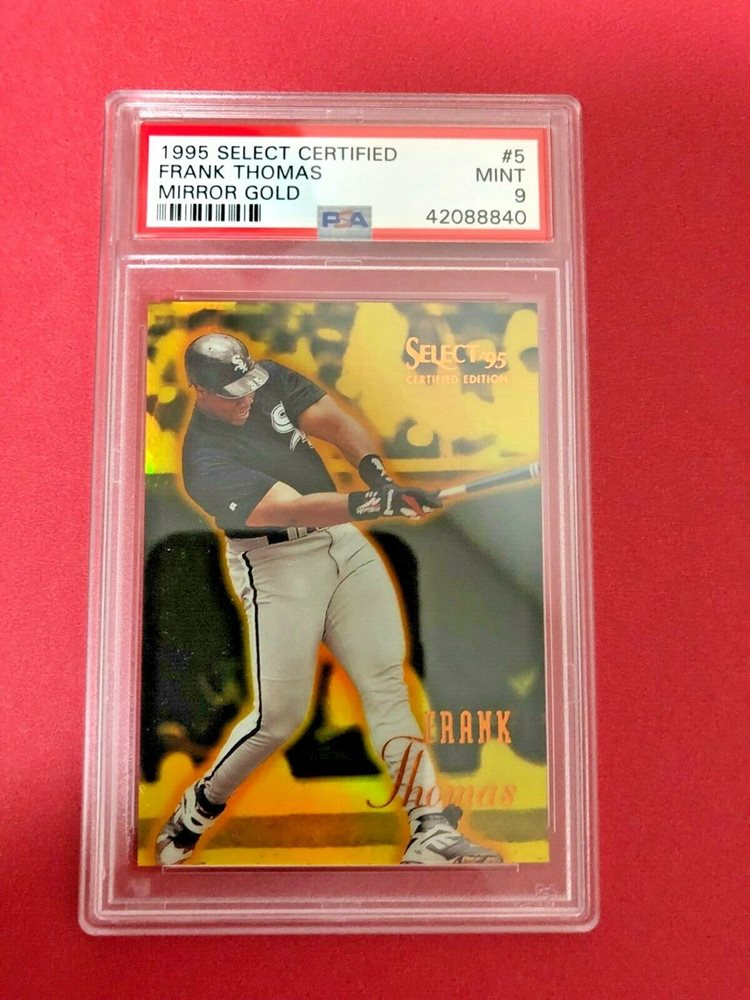 1995 SELECT CERTIFIED #5
FRANK THOMAS MINT
MIRROR GOLD 9
PSA 42088840
SELECT '95
CERTIFIED EDITION
FRANK
Thomas